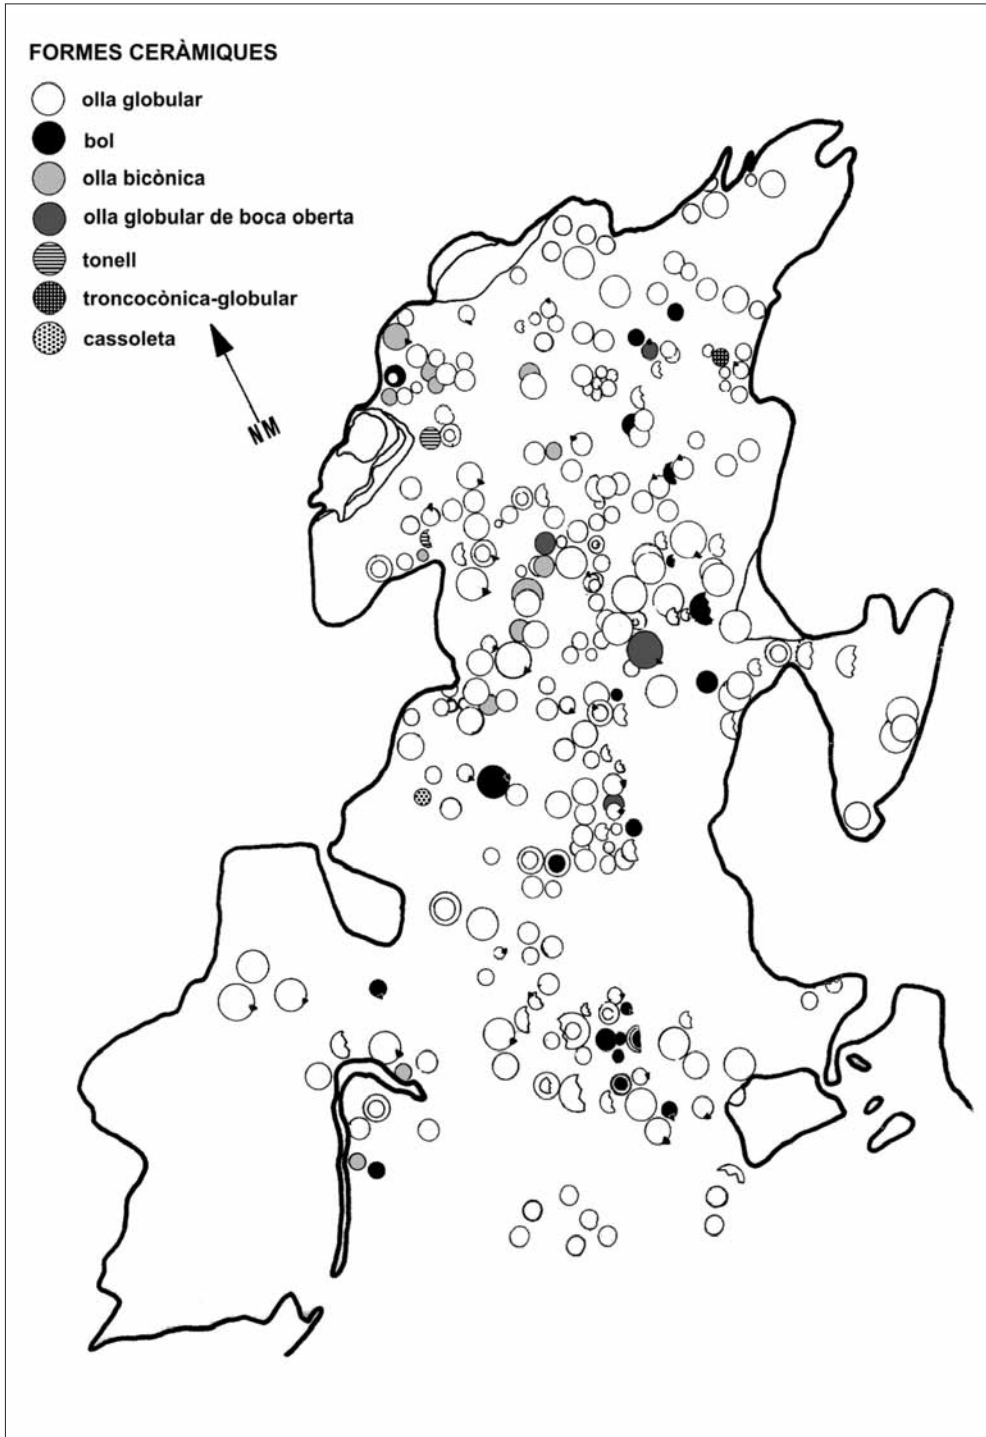 FORMES CERÀMIQUES
olla globular
bol
olla bicònica
olla globular de boca oberta
tonell
troncocònica-globular
cassoleta
NM